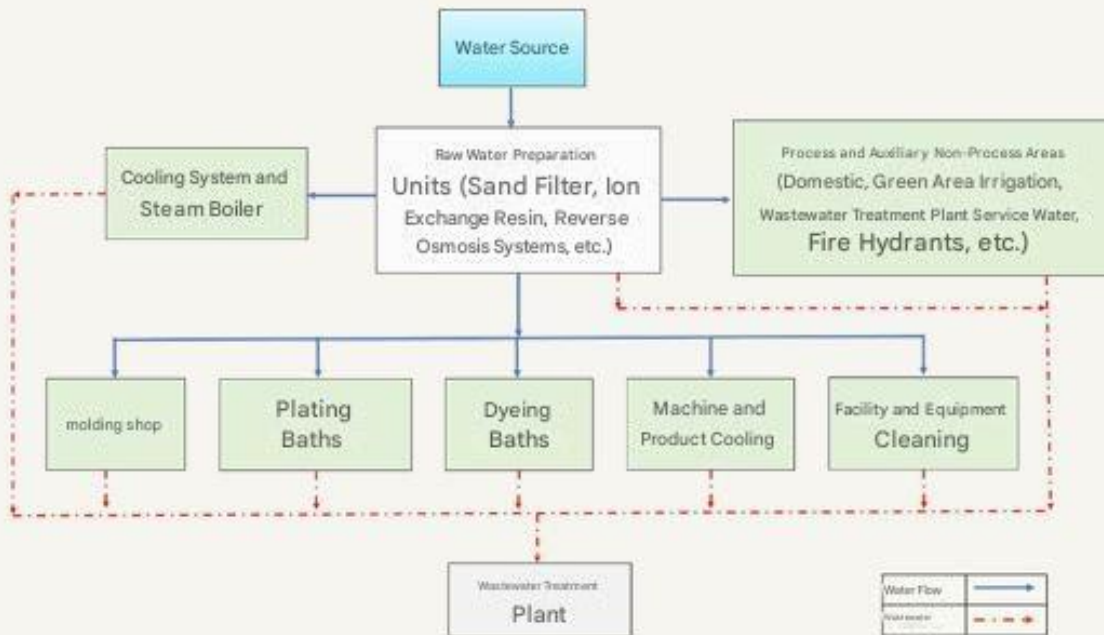 Water Source
Raw Water Preparation
Units (Sand Filter, Ion
Exchange Resin, Reverse
Osmosis Systems, etc.)
Cooling System and
Steam Boiler
Process and Auxiliary Non-Process Areas
(Domestic, Green Area Irrigation,
Wastewater Treatment Plant Service Water,
Fire Hydrants, etc.)
molding shop
Plating
Baths
Dyeing
Baths
Machine and
Product Cooling
Facility and Equipment
Cleaning
Wastewater Treatment
Plant
Water Flow
Wastewater